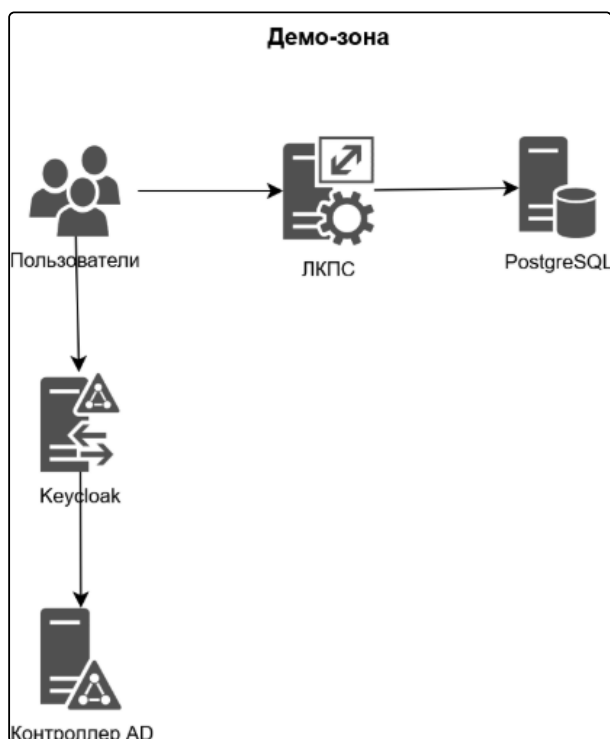 Демо-зона
Пользователи
ЛКПС
PostgreSQL
Keycloak
Контроллер AD